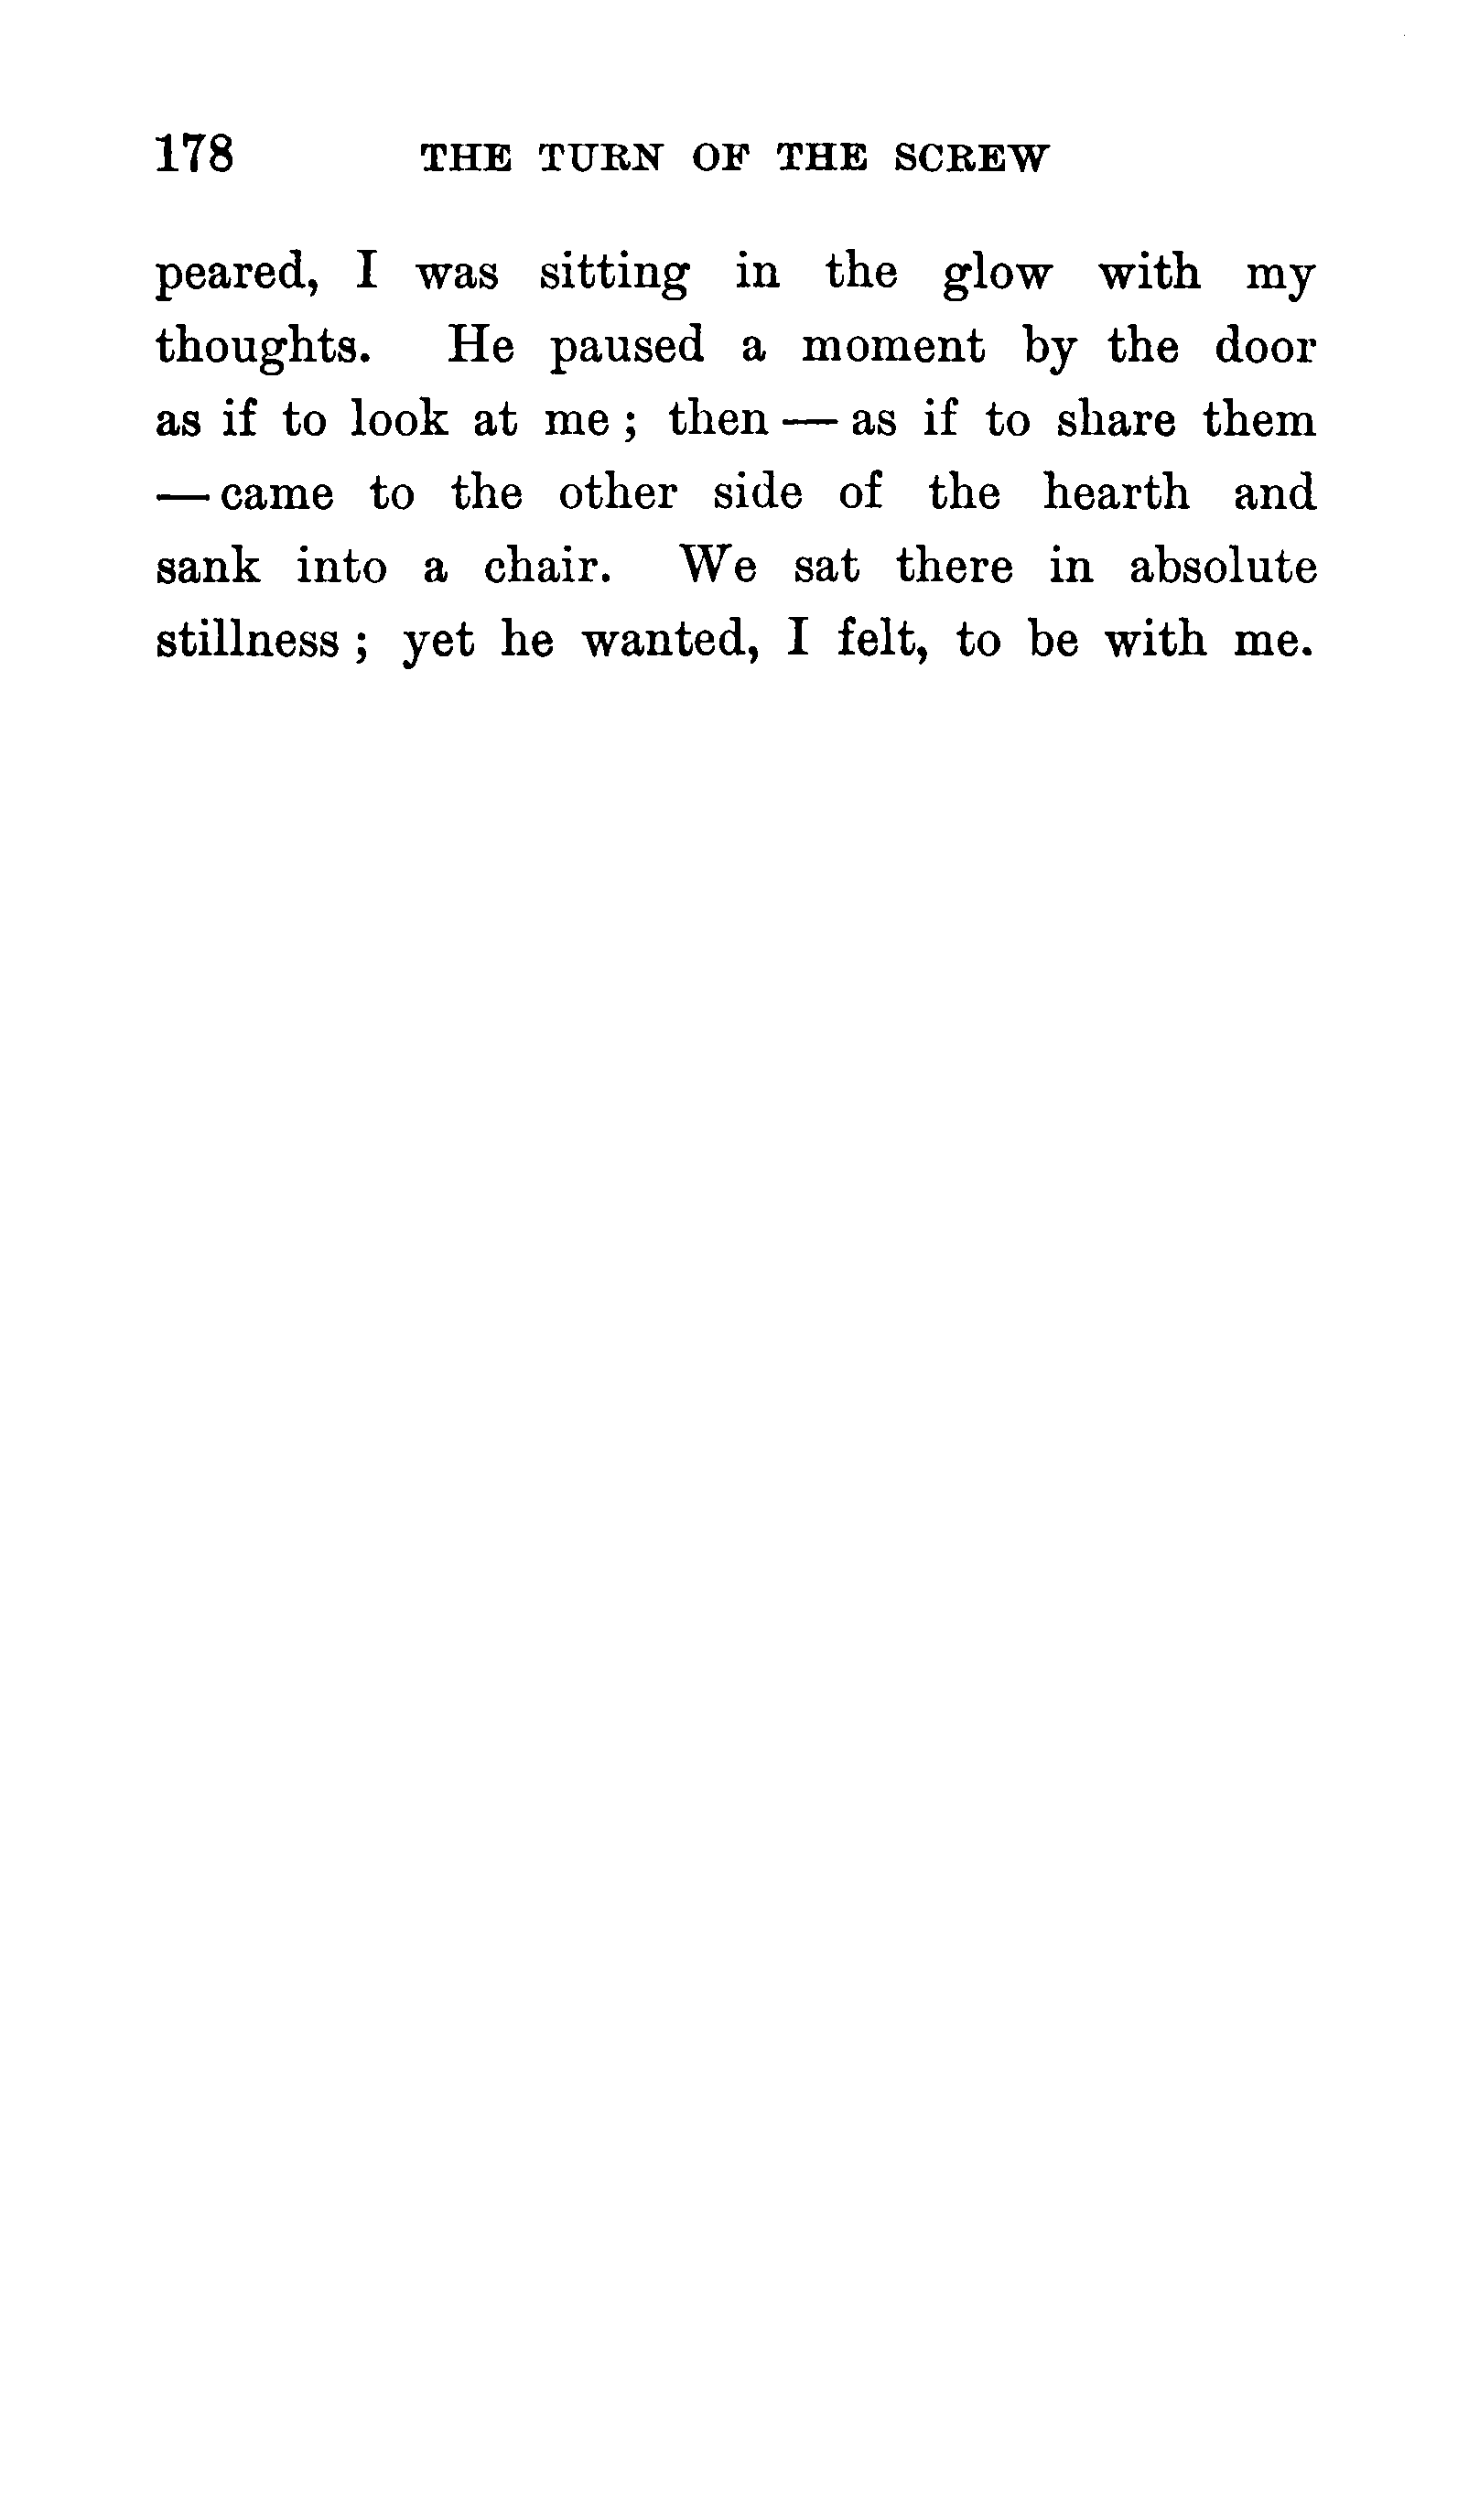 178 THE TURN OF THE SCREW
peared, I was sitting in the glow with my
thoughts. He paused a moment by the door
as if to look at me; then — as if to share them
— came to the other side of the hearth and
sank into a chair. We sat there in absolute
stillness; yet he wanted, I felt, to be with me.